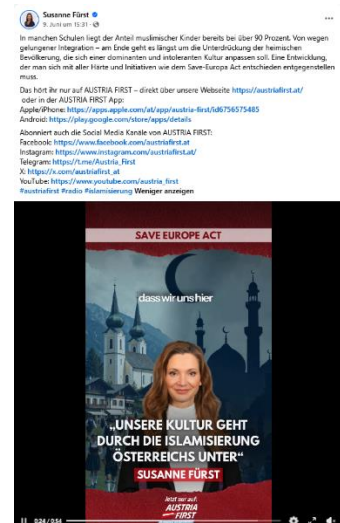 Susanne Fürst
9. Juni um 15:31 ·
In manchen Schulen liegt der Anteil muslimischer Kinder bereits bei über 90 Prozent. Von wegen
gelungener Integration – am Ende geht es längst um die Unterdrückung der heimischen
Bevölkerung, die sich einer dominanten und intoleranten Kultur anpassen soll. Eine Entwicklung,
der man sich mit aller Härte und Initiativen wie dem Save-Europa Act entschieden entgegenstellen
muss.
Das hört ihr nur auf AUSTRIA FIRST – direkt über unsere Webseite https://austriafirst.at/
oder in der AUSTRIA FIRST App:
Apple/iPhone: https://apps.apple.com/at/app/austria-first/id6756575485
Android: https://play.google.com/store/apps/details
Abonniert auch die Social Media Kanäle von AUSTRIA FIRST:
Facebook: https://www.facebook.com/austriafirst.at
Instagram: https://www.instagram.com/austriafirst.at/
Telegram: https://t.me/Austria_First
X: https://x.com/austriafirst_at
YouTube: https://www.youtube.com/austria_first
#austriafirst #radio #islamisierung Weniger anzeigen
SAVE EUROPE ACT
dass wir uns hier
„UNSERE KULTUR GEHT
DURCH DIE ISLAMISIERUNG
ÖSTERREICHS UNTER“
SUSANNE FÜRST
Jetzt nur auf:
AUSTRIA
FIRST
0:24 / 0:54